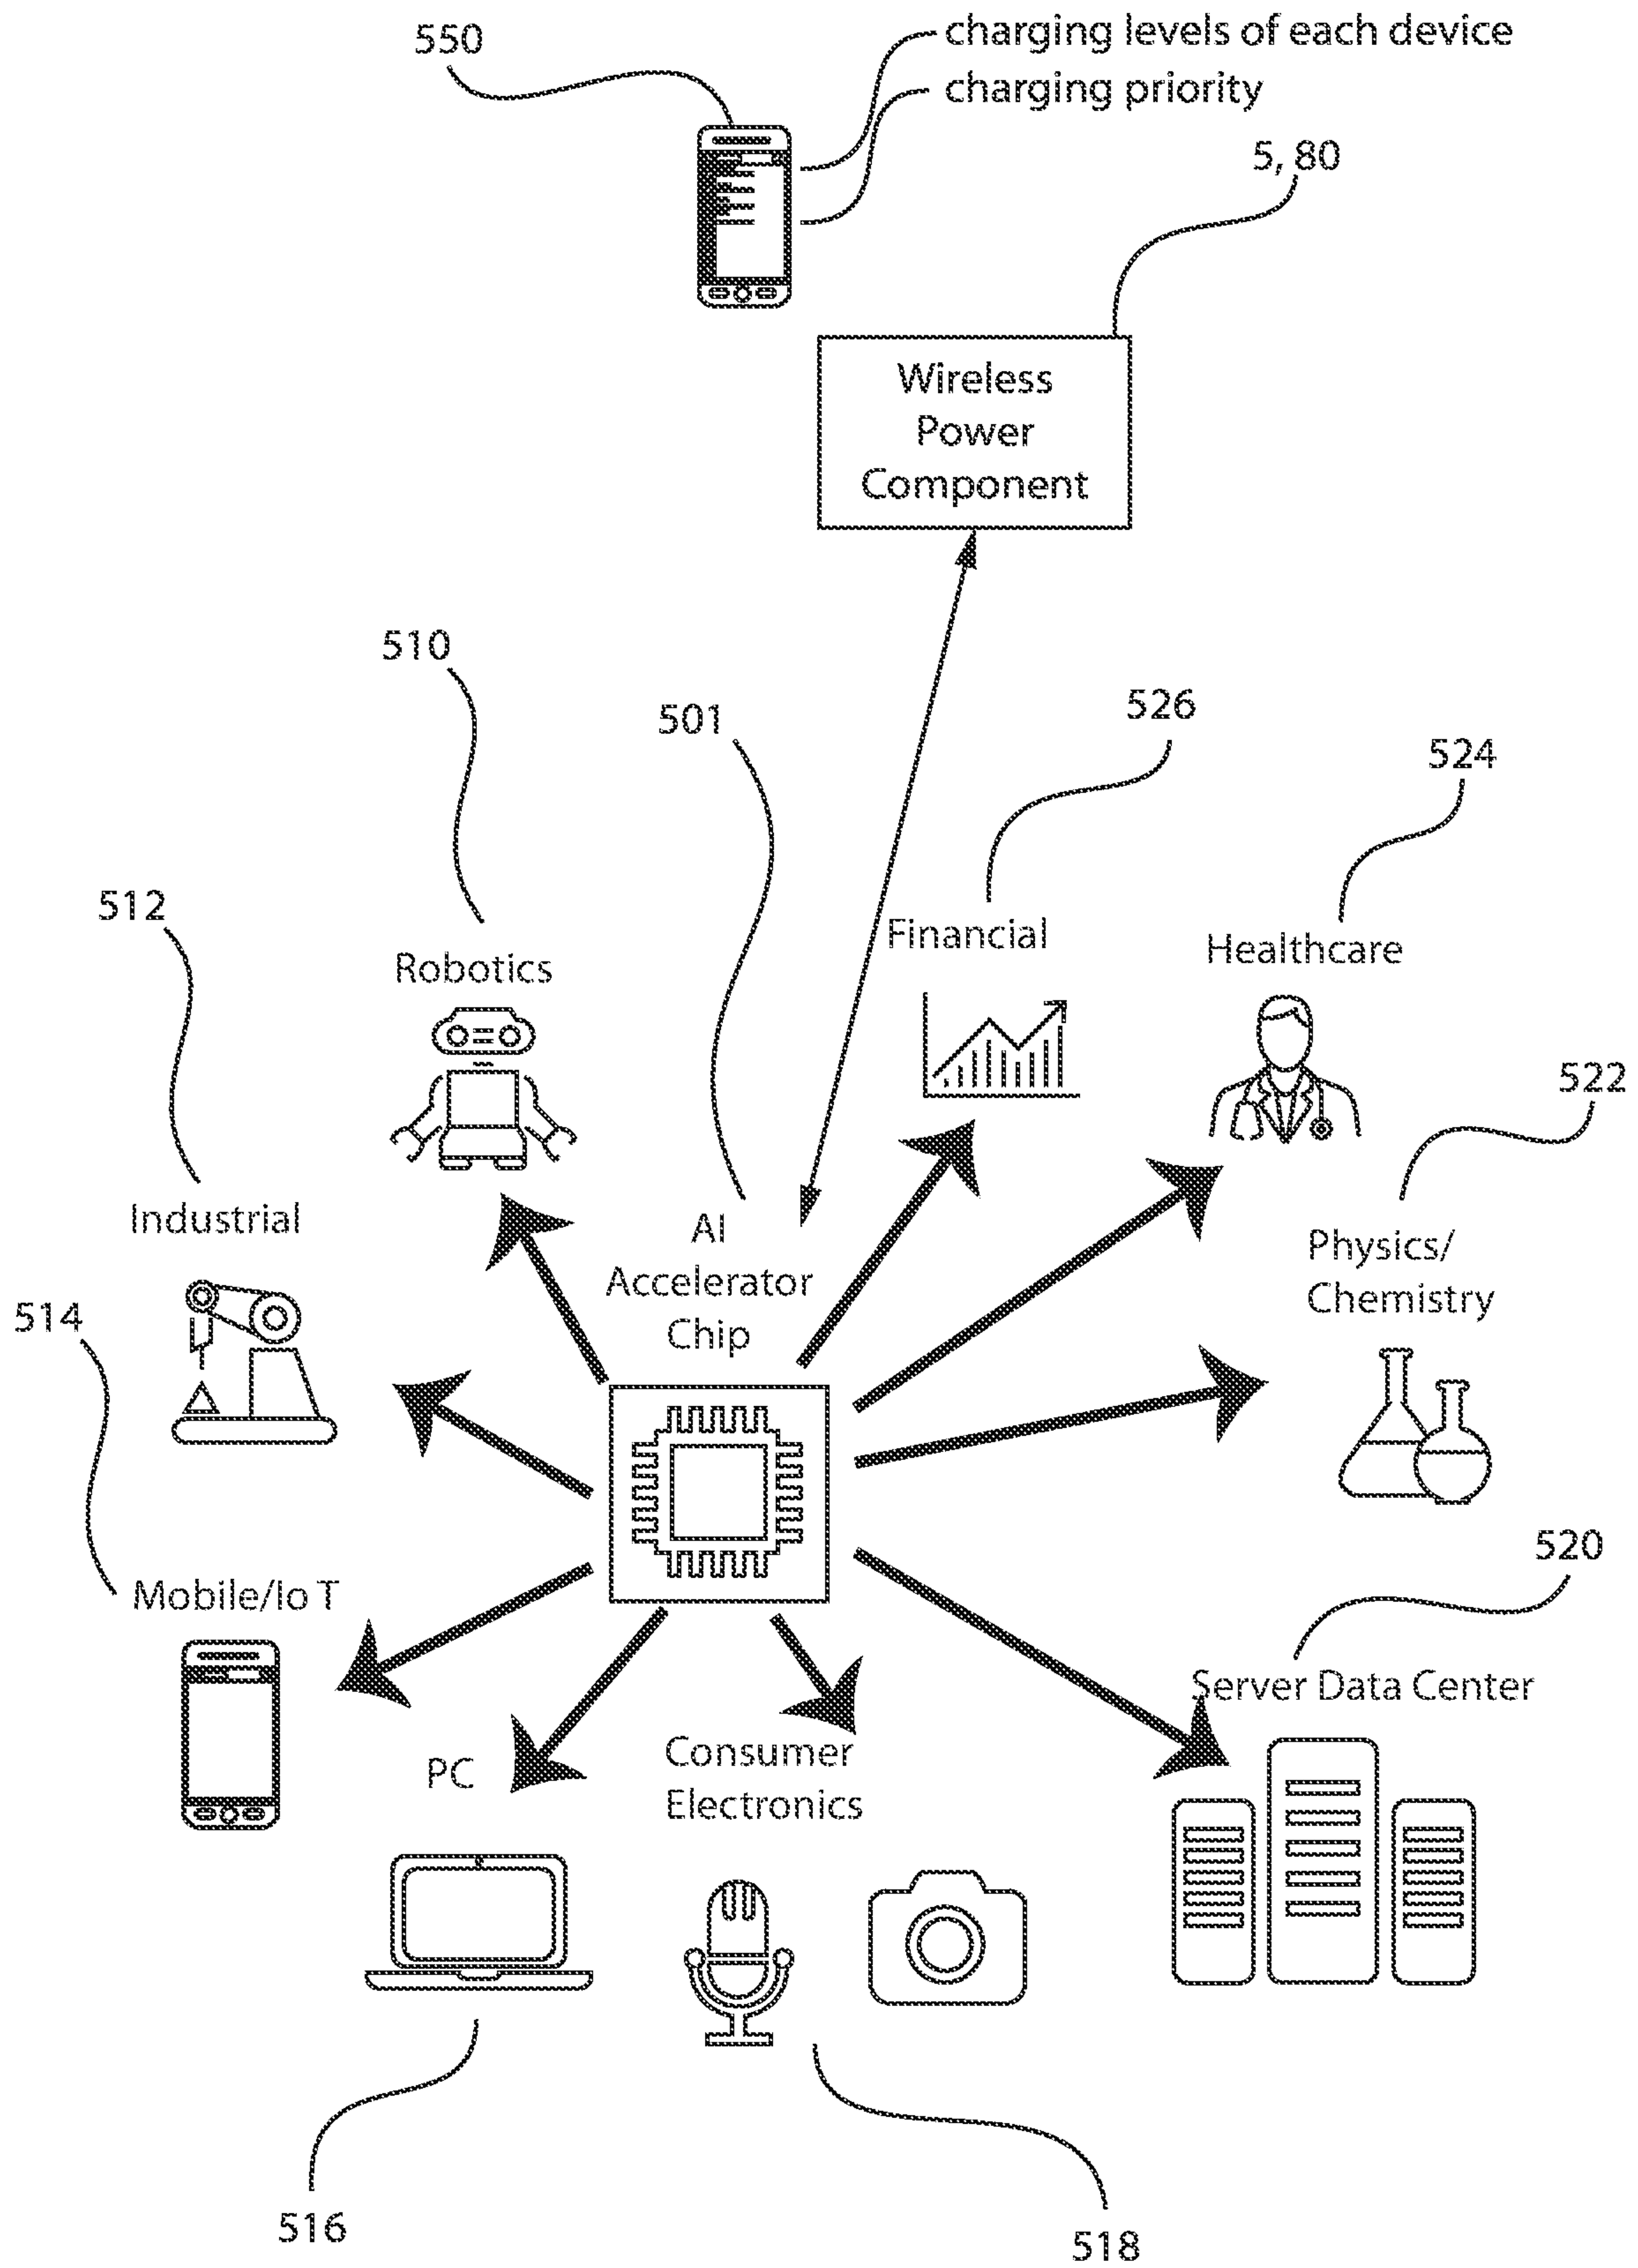 550
charging levels of each device
charging priority
5, 80
Wireless
Power
Component
510
501
526
524
512
Robotics
Financial
Healthcare
522
Industrial
AI
Accelerator
Chip
Physics/
Chemistry
514
520
Mobile/Io T
Server Data Center
PC
Consumer
Electronics
516
518